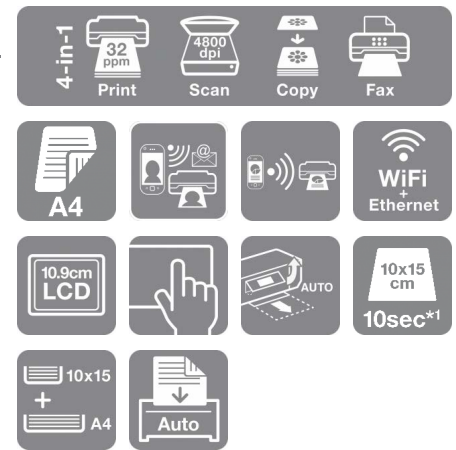 4-in-1
32
ppm
Print
4800
dpi
Scan
Copy
Fax
A4
@
WiFi
+
Ethernet
10.9cm
LCD
AUTO
10x15
cm
10sec*1
10x15
+
A4
Auto